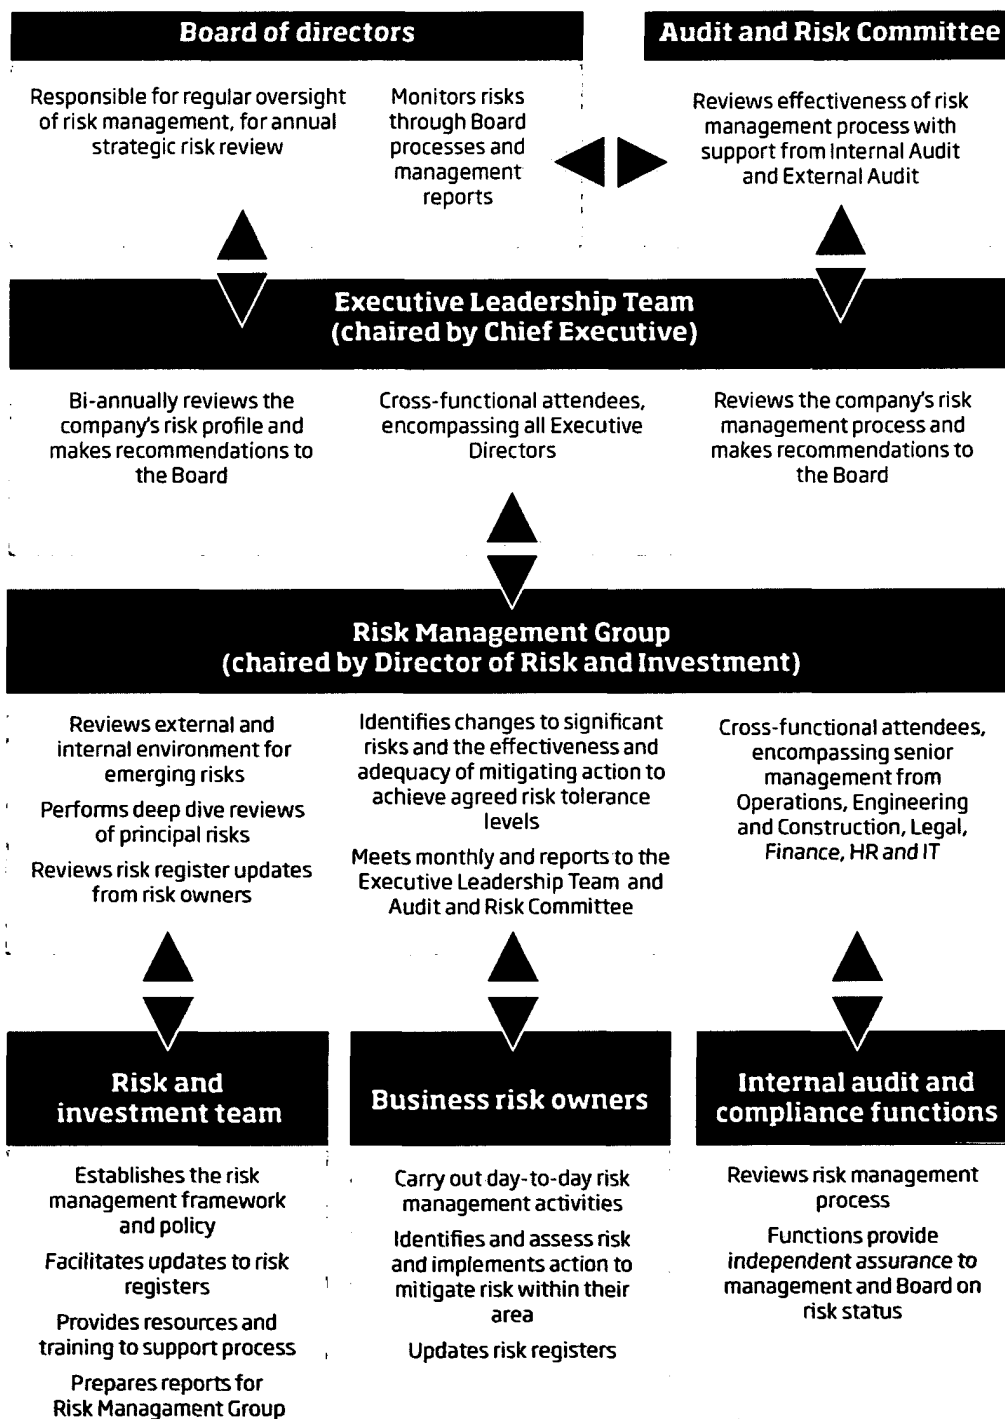 Board of directors
Responsible for regular oversight
of risk management, for annual
strategic risk review
Monitors risks
through Board
processes and
management
reports
Audit and Risk Committee
Reviews effectiveness of risk
management process with
support from Internal Audit
and External Audit
Executive Leadership Team
(chaired by Chief Executive)
Bi-annually reviews the
company's risk profile and
makes recommendations to
the Board
Cross-functional attendees,
encompassing all Executive
Directors
Reviews the company's risk
management process and
makes recommendations to
the Board
Risk Management Group
(chaired by Director of Risk and Investment)
Reviews external and
internal environment for
emerging risks
Performs deep dive reviews
of principal risks
Reviews risk register updates
from risk owners
Identifies changes to significant
risks and the effectiveness and
adequacy of mitigating action to
achieve agreed risk tolerance
levels
Meets monthly and reports to the
Executive Leadership Team and
Audit and Risk Committee
Cross-functional attendees,
encompassing senior
management from
Operations, Engineering
and Construction, Legal,
Finance, HR and IT
Risk and
investment team
Establishes the risk
management framework
and policy
Facilitates updates to risk
registers
Provides resources and
training to support process
Prepares reports for
Risk Managament Group
Business risk owners
Carry out day-to-day risk
management activities
Identifies and assess risk
and implements action to
mitigate risk within their
area
Updates risk registers
Internal audit and
compliance functions
Reviews risk management
process
Functions provide
independent assurance to
management and Board on
risk status